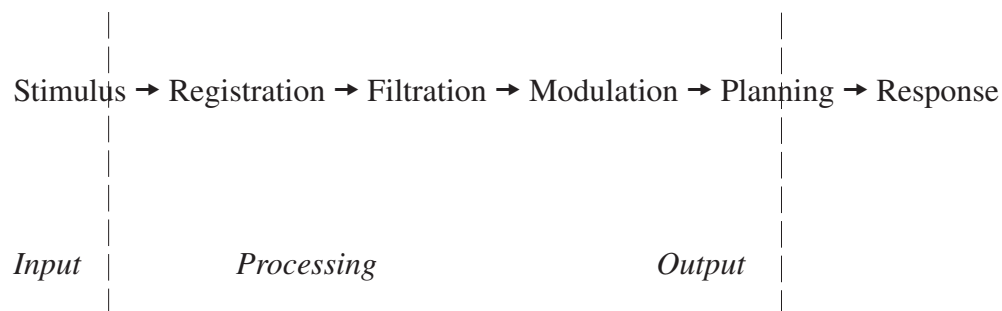 Stimulus → Registration → Filtration → Modulation → Planning → Response
Input Processing Output